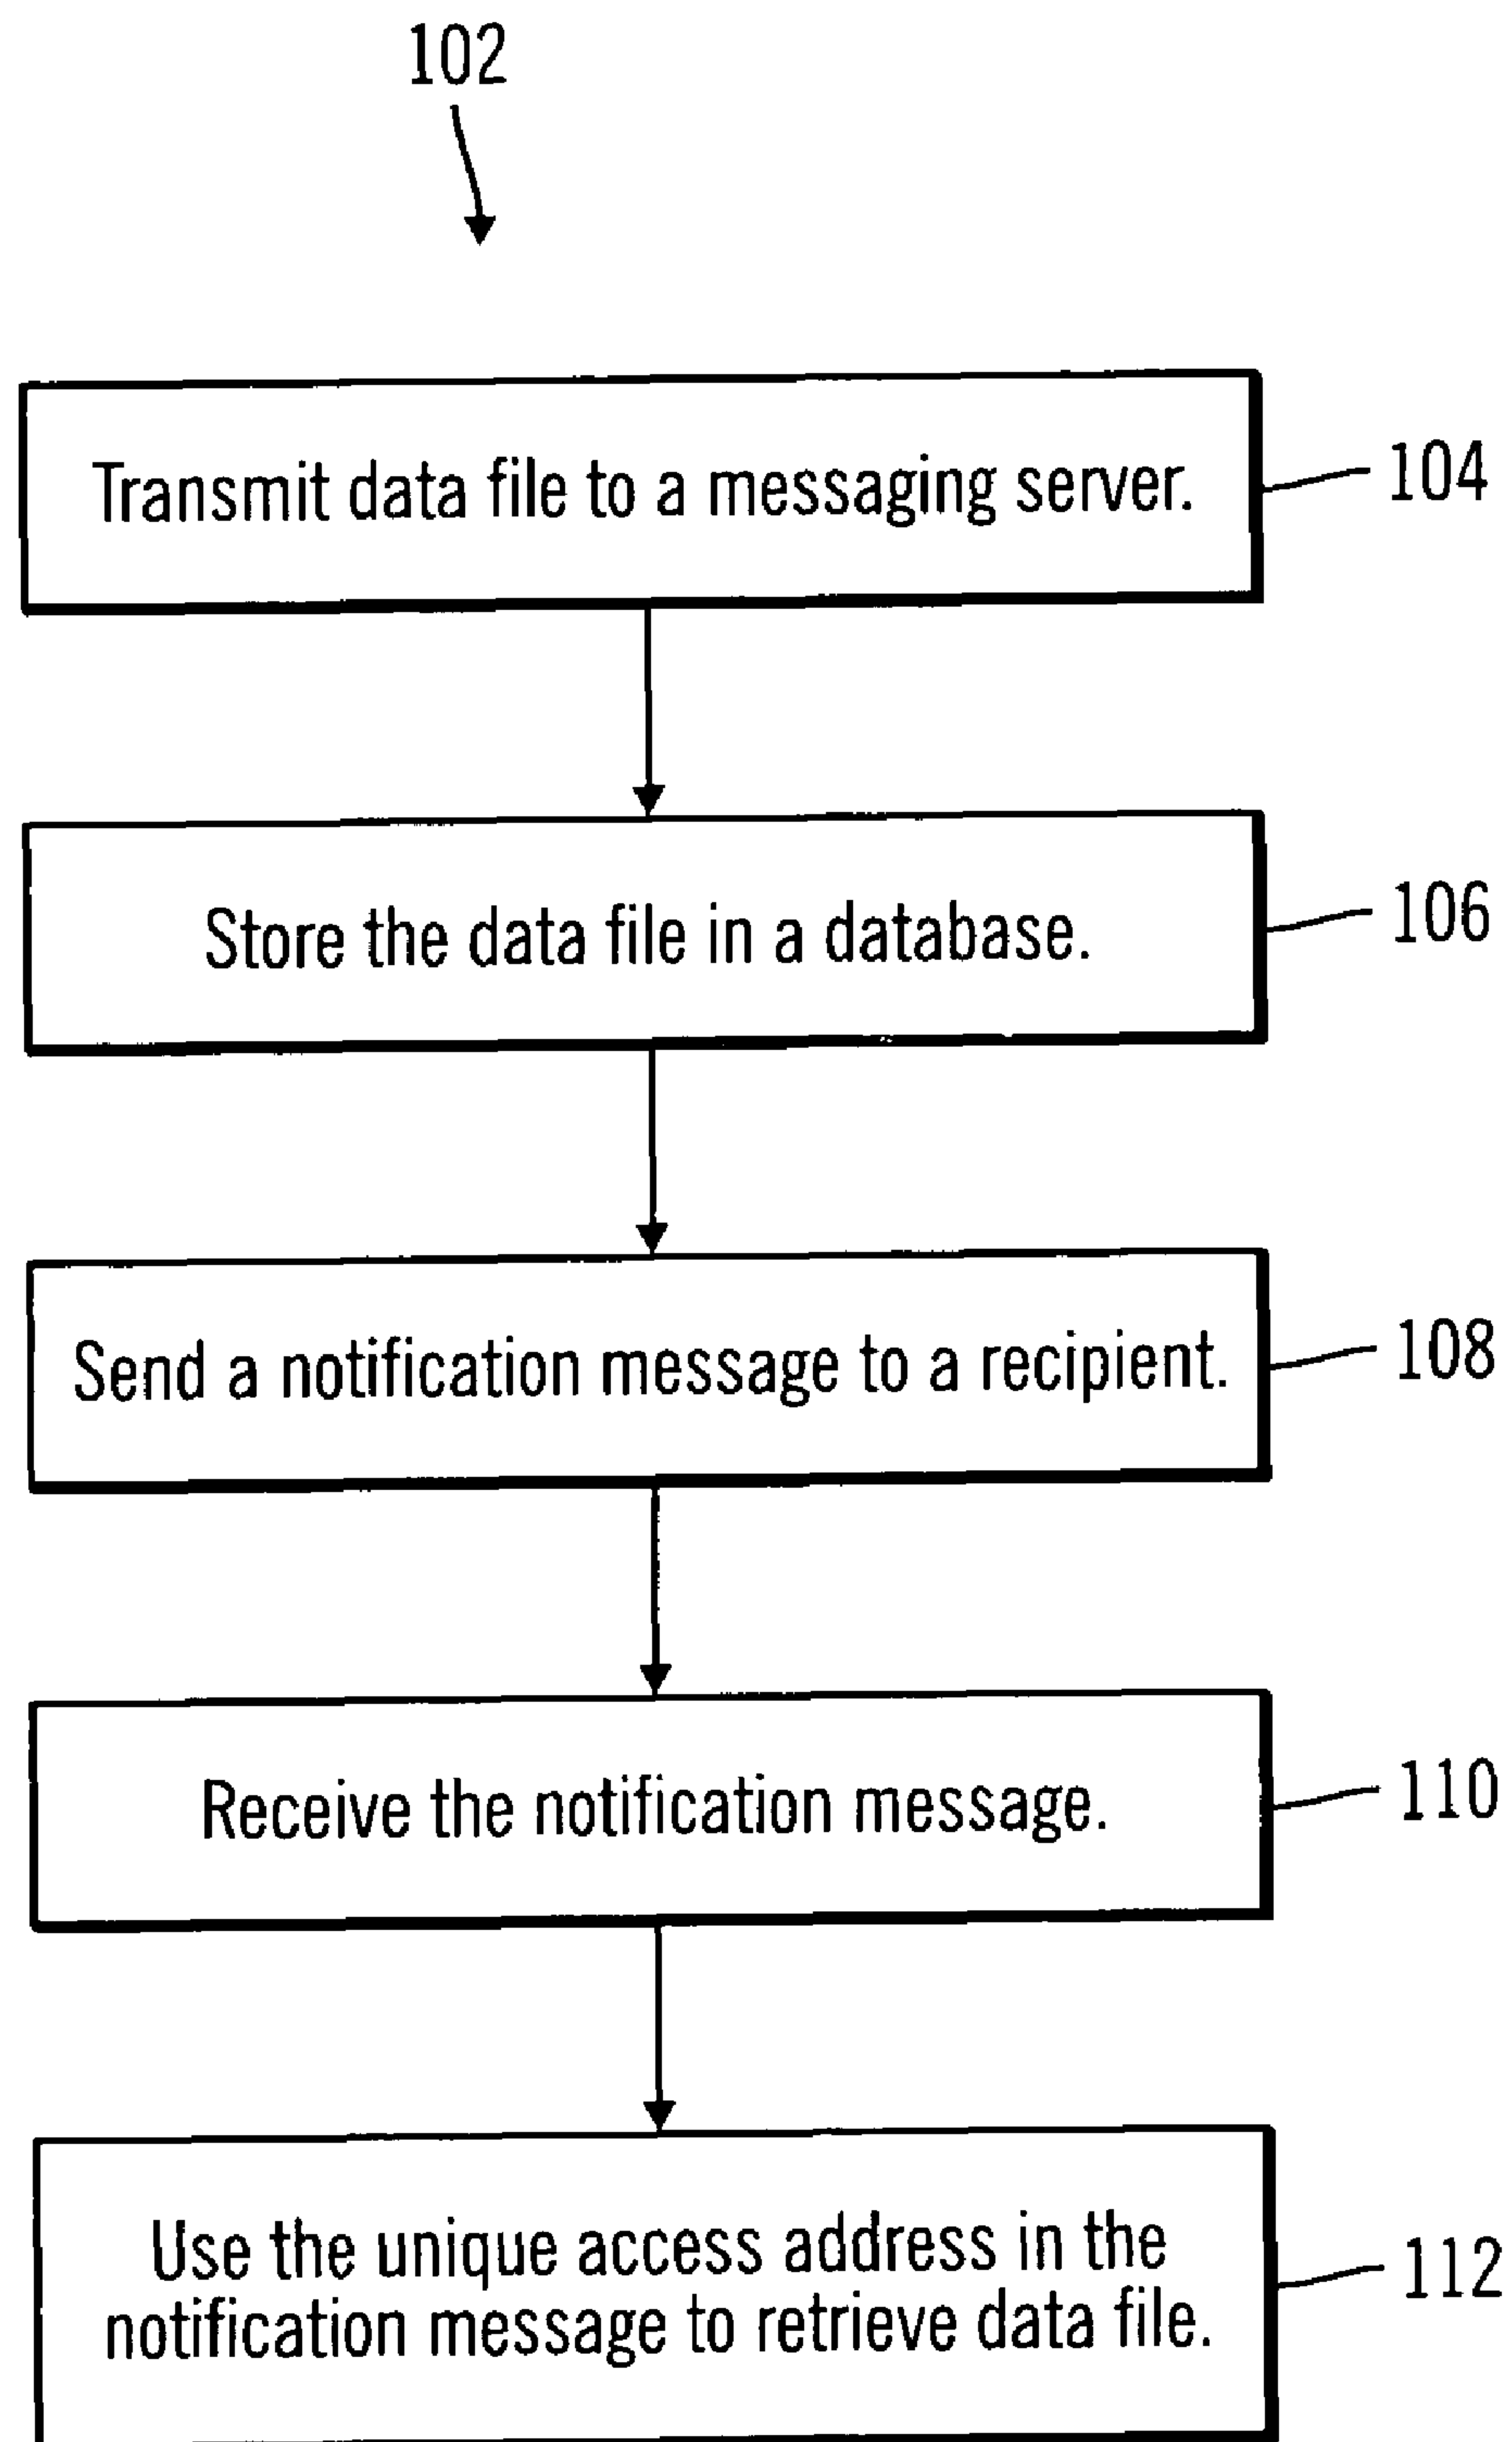 102
Transmit data file to a messaging server.
104
Store the data file in a database.
106
Send a notification message to a recipient.
108
Receive the notification message.
110
Use the unique access address in the
notification message to retrieve data file.
112